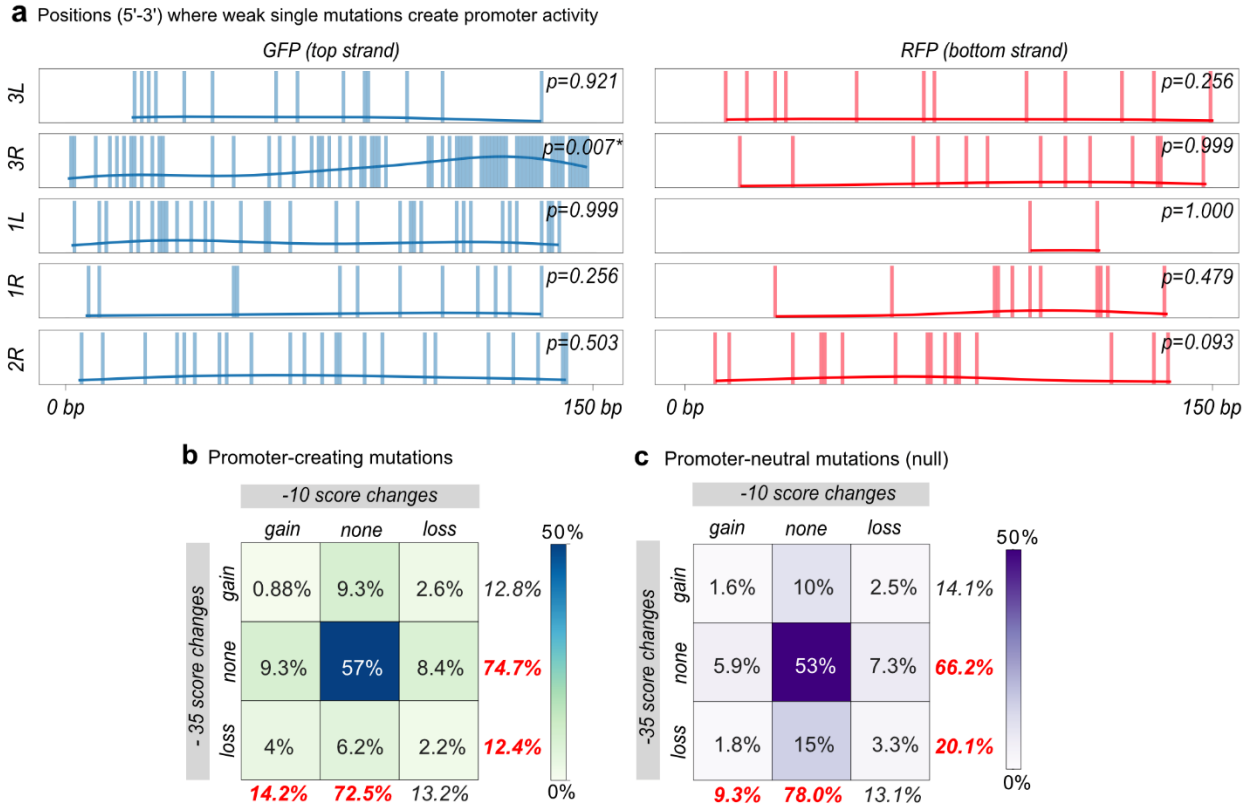 a Positions (5'-3') where weak single mutations create promoter activity
GFP (top strand)
RFP (bottom strand)
3L
p=0.921
p=0.256
3R
p=0.007*
p=0.999
1L
p=0.999
p=1.000
1R
p=0.256
p=0.479
2R
p=0.503
p=0.093
0 bp
150 bp
0 bp
150 bp
b Promoter-creating mutations
-10 score changes
gain none loss
50%
- 35 score changes
gain
0.88% 9.3% 2.6% 12.8%
none
9.3% 57% 8.4% 74.7%
loss
4% 6.2% 2.2% 12.4%
0%
14.2% 72.5% 13.2%
c Promoter-neutral mutations (null)
-10 score changes
gain none loss
50%
-35 score changes
gain
1.6% 10% 2.5% 14.1%
none
5.9% 53% 7.3% 66.2%
loss
1.8% 15% 3.3% 20.1%
0%
9.3% 78.0% 13.1%